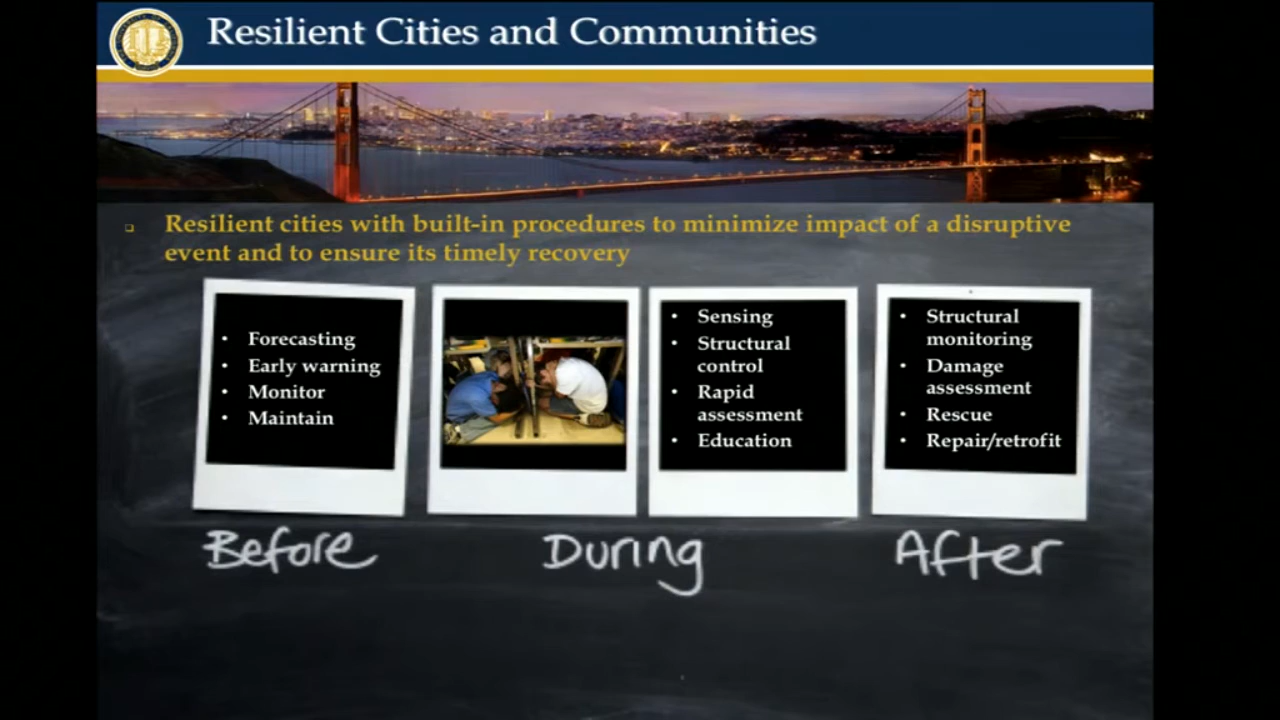 Resilient Cities and Communities
Resilient cities with built-in procedures to minimize impact of a disruptive
event and to ensure its timely recovery
• Forecasting
• Early warning
• Monitor
• Maintain
• Sensing
• Structural
control
• Rapid
assessment
• Education
• Structural
monitoring
• Damage
assessment
• Rescue
• Repair/retrofit
Before
During
After